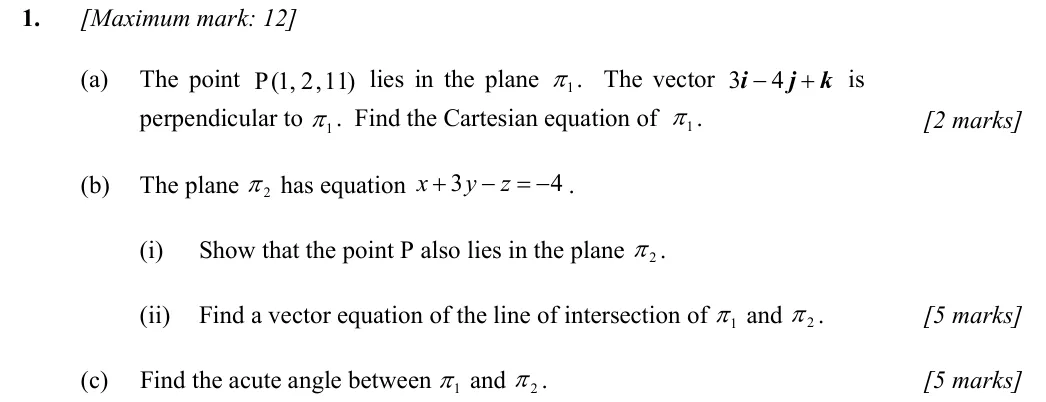 1. [Maximum mark: 12]
(a) The point P(1, 2, 11) lies in the plane π₁. The vector 3i − 4j + k is
perpendicular to π₁. Find the Cartesian equation of π₁. [2 marks]
(b) The plane π₂ has equation x + 3y − z = −4.
(i) Show that the point P also lies in the plane π₂.
(ii) Find a vector equation of the line of intersection of π₁ and π₂. [5 marks]
(c) Find the acute angle between π₁ and π₂. [5 marks]